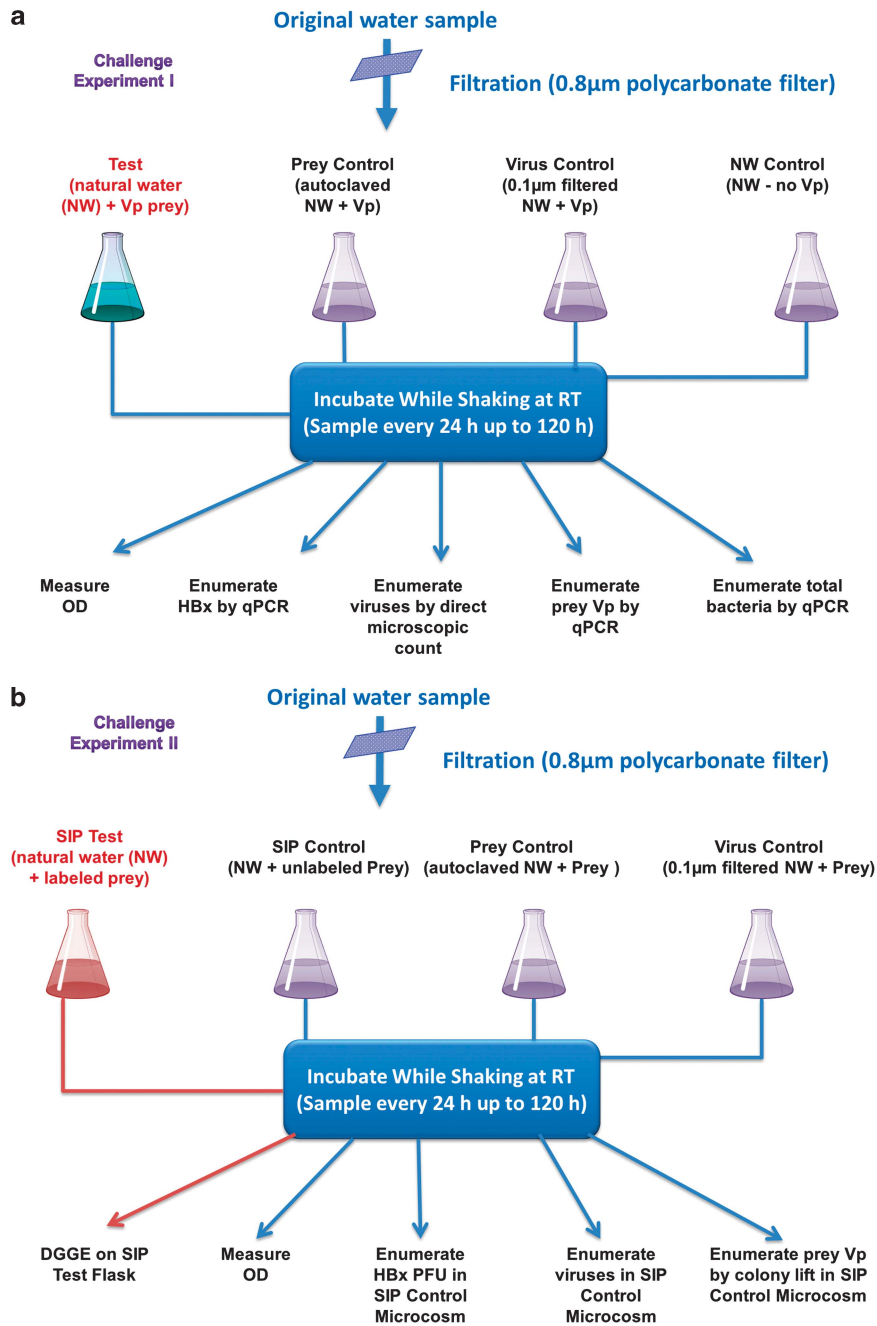 a
Original water sample
Challenge
Experiment I
Filtration (0.8µm polycarbonate filter)
Test
(natural water
(NW) + Vp prey)
Prey Control
(autoclaved
NW + Vp)
Virus Control
(0.1µm filtered
NW + Vp)
NW Control
(NW - no Vp)
Incubate While Shaking at RT
(Sample every 24 h up to 120 h)
Measure
OD
Enumerate
HBx by qPCR
Enumerate
viruses by direct
microscopic
count
Enumerate
prey Vp by
qPCR
Enumerate total
bacteria by qPCR
b
Original water sample
Challenge
Experiment II
Filtration (0.8µm polycarbonate filter)
SIP Test
(natural water (NW)
+ labeled prey)
SIP Control
(NW + unlabeled Prey)
Prey Control
(autoclaved NW + Prey )
Virus Control
(0.1µm filtered NW + Prey)
Incubate While Shaking at RT
(Sample every 24 h up to 120 h)
DGGE on SIP
Test Flask
Measure
OD
Enumerate
HBx PFU in
SIP Control
Microcosm
Enumerate
viruses in SIP
Control
Microcosm
Enumerate prey Vp
by colony lift in SIP
Control Microcosm